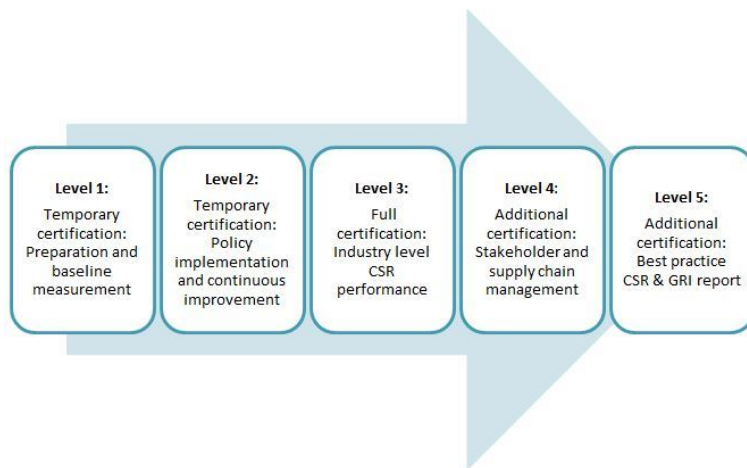 Level 1:
Temporary
certification:
Preparation and
baseline
measurement
Level 2:
Temporary
certification:
Policy
implementation
and continuous
improvement
Level 3:
Full
certification:
Industry level
CSR
performance
Level 4:
Additional
certification:
Stakeholder and
supply chain
management
Level 5:
Additional
certification:
Best practice
CSR & GRI report